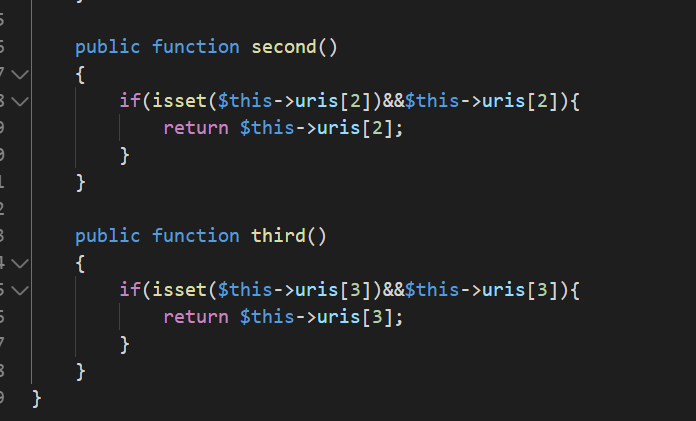 public function second()
{
if(isset($this->uris[2])&&$this->uris[2]){
return $this->uris[2];
}
}
public function third()
{
if(isset($this->uris[3])&&$this->uris[3]){
return $this->uris[3];
}
}
}